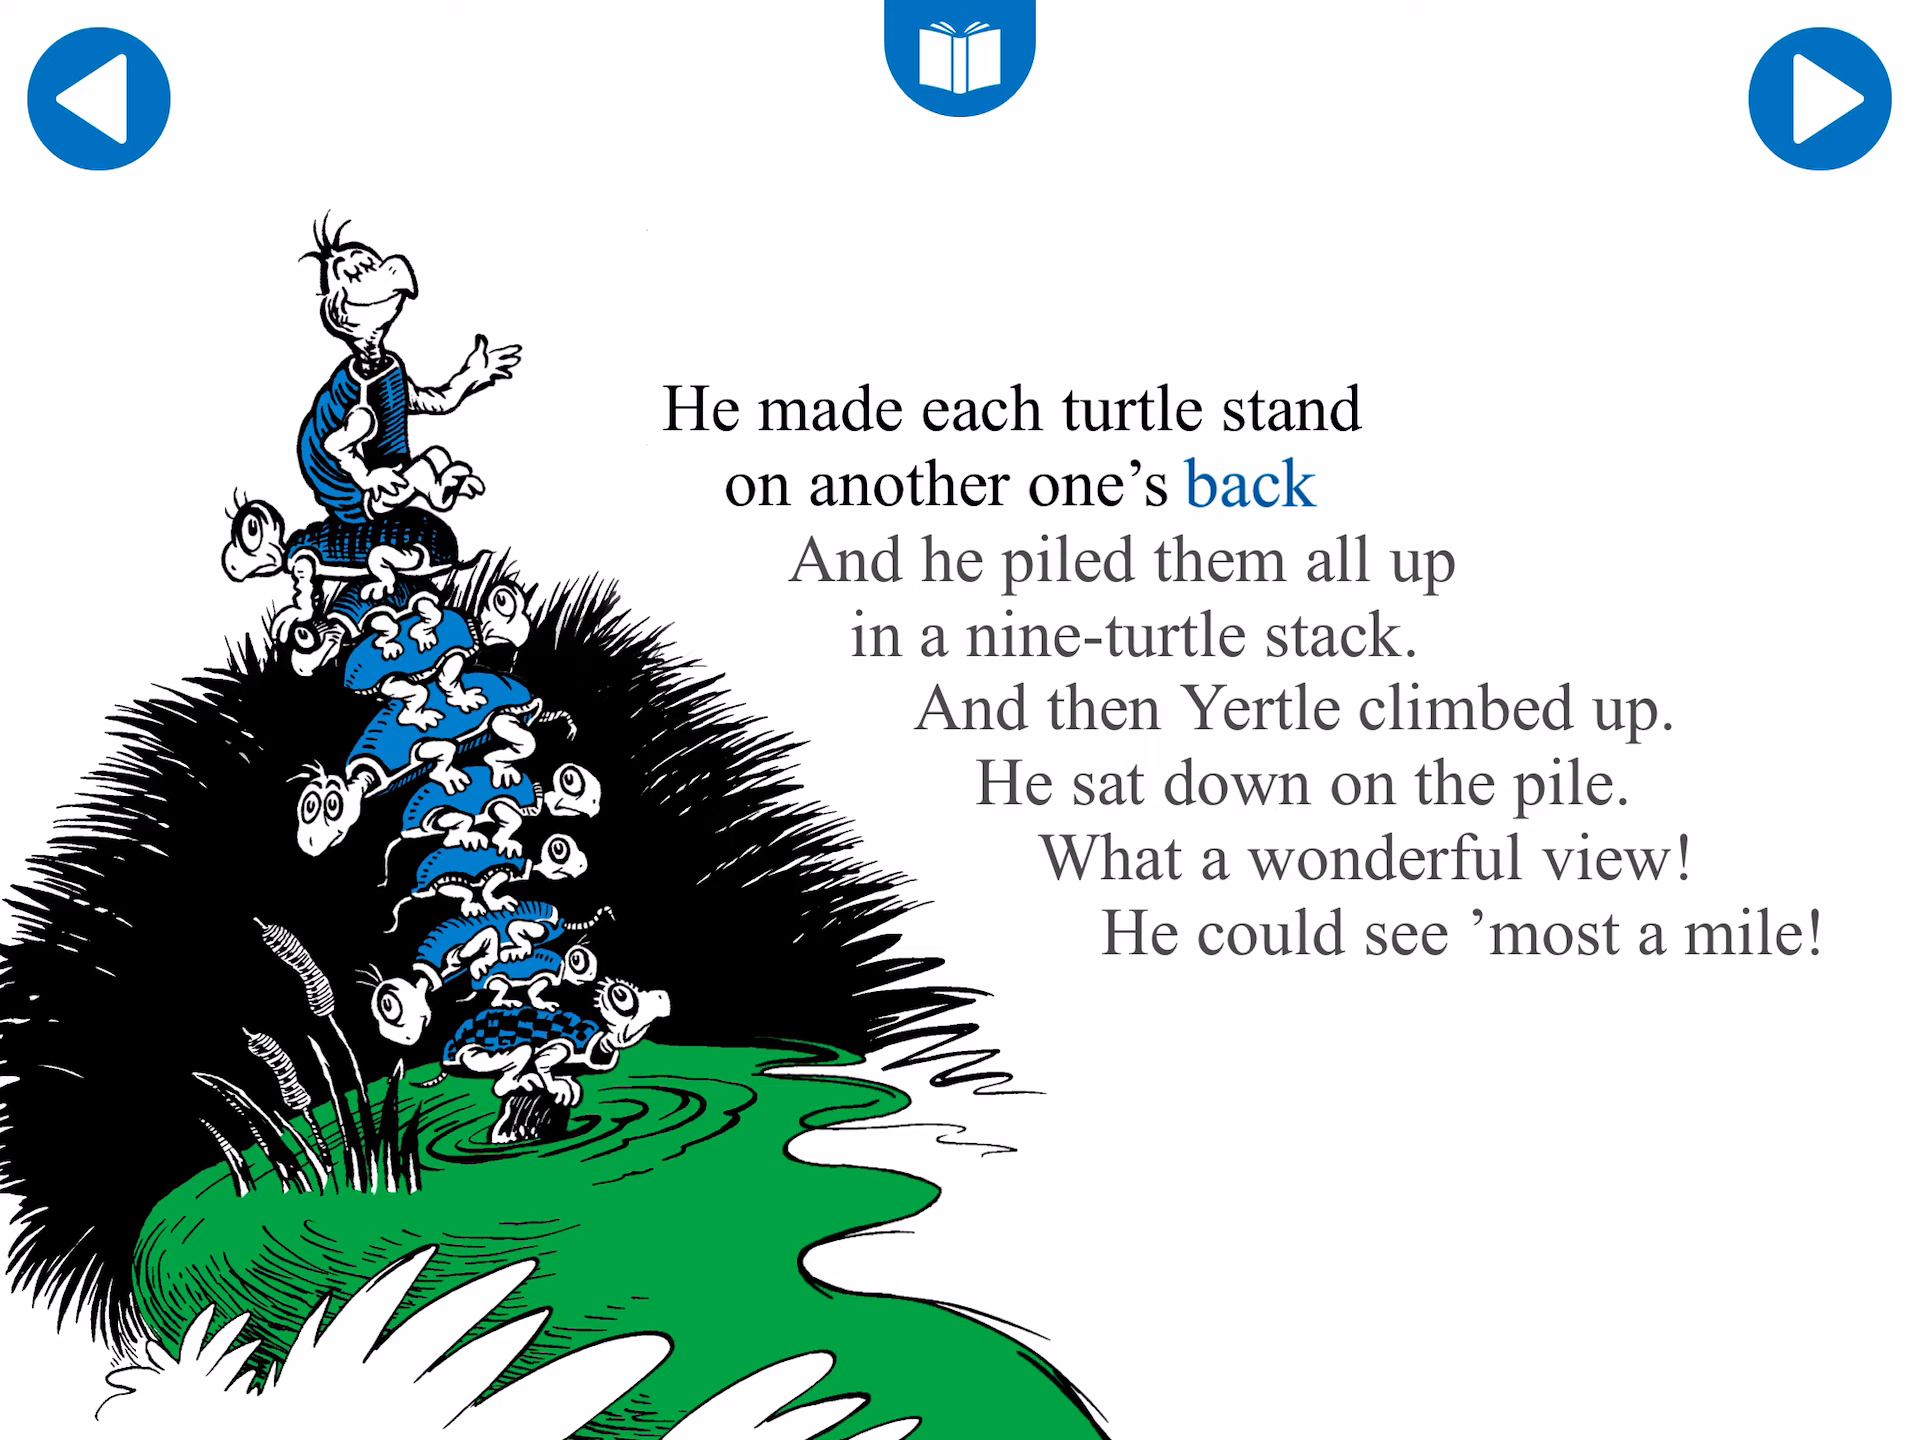 He made each turtle stand
on another one’s back
And he piled them all up
in a nine-turtle stack.
And then Yertle climbed up.
He sat down on the pile.
What a wonderful view!
He could see ’most a mile!